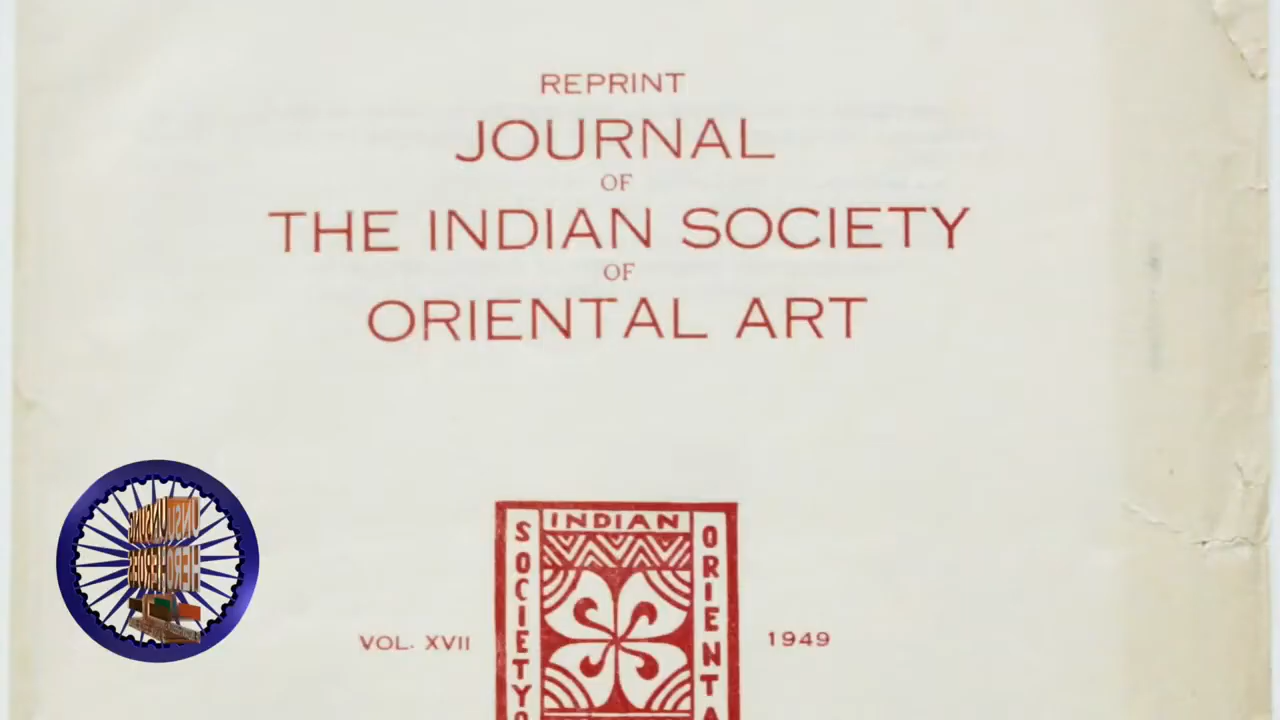 REPRINT
JOURNAL
OF
THE INDIAN SOCIETY
OF
ORIENTAL ART
INDIAN
SOCIETY
ORIENTA
VOL. XVII
1949